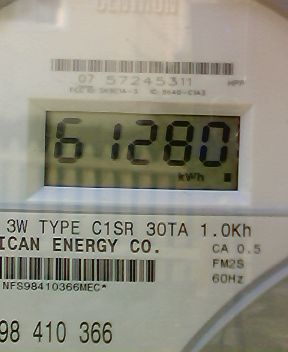 CENTRON
07 57245311
61280
kWh
3W TYPE C1SR 30TA 1.0Kh
ICAN ENERGY CO.
CA 0.5
FM2S
60Hz
NFS98410366MEC*
98 410 366